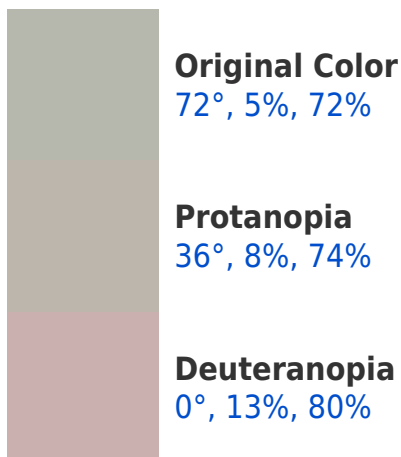 Original Color
72°, 5%, 72%
Protanopia
36°, 8%, 74%
Deuteranopia
0°, 13%, 80%